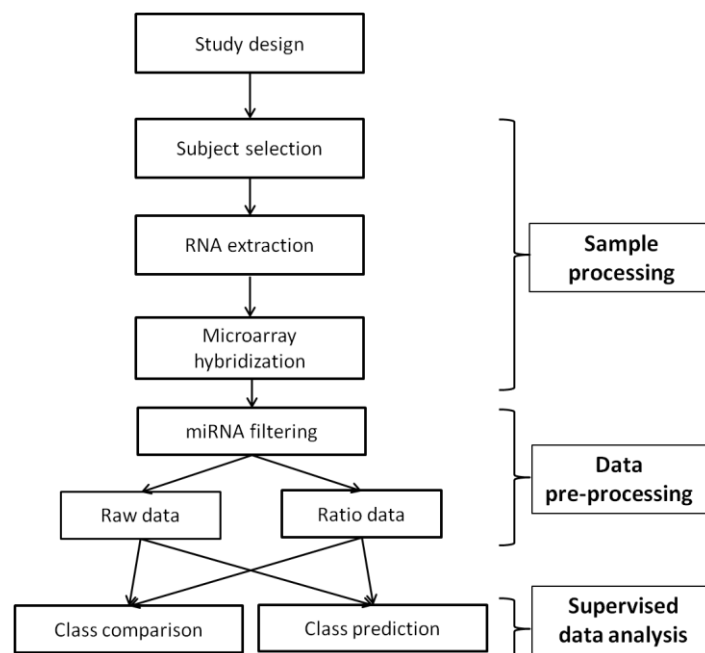 Study design
Subject selection
RNA extraction
Sample
processing
Microarray
hybridization
miRNA filtering
Data
pre-processing
Raw data
Ratio data
Class comparison
Class prediction
Supervised
data analysis